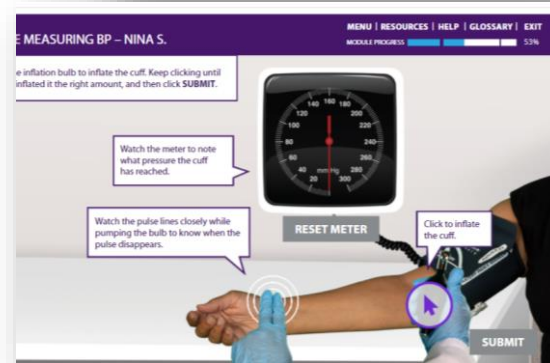 MENU | RESOURCES | HELP | GLOSSARY | EXIT
E MEASURING BP – NINA S.
MODULE PROGRESS 53%
e inflation bulb to inflate the cuff. Keep clicking until
inflated it the right amount, and then click SUBMIT.
Watch the meter to note
what pressure the cuff
has reached.
140 160 180
120 200
100 220
80 240
60 260
40 mm Hg 280
20 300
RESET METER
Watch the pulse lines closely while
pumping the bulb to know when the
pulse disappears.
Click to inflate
the cuff.
SUBMIT